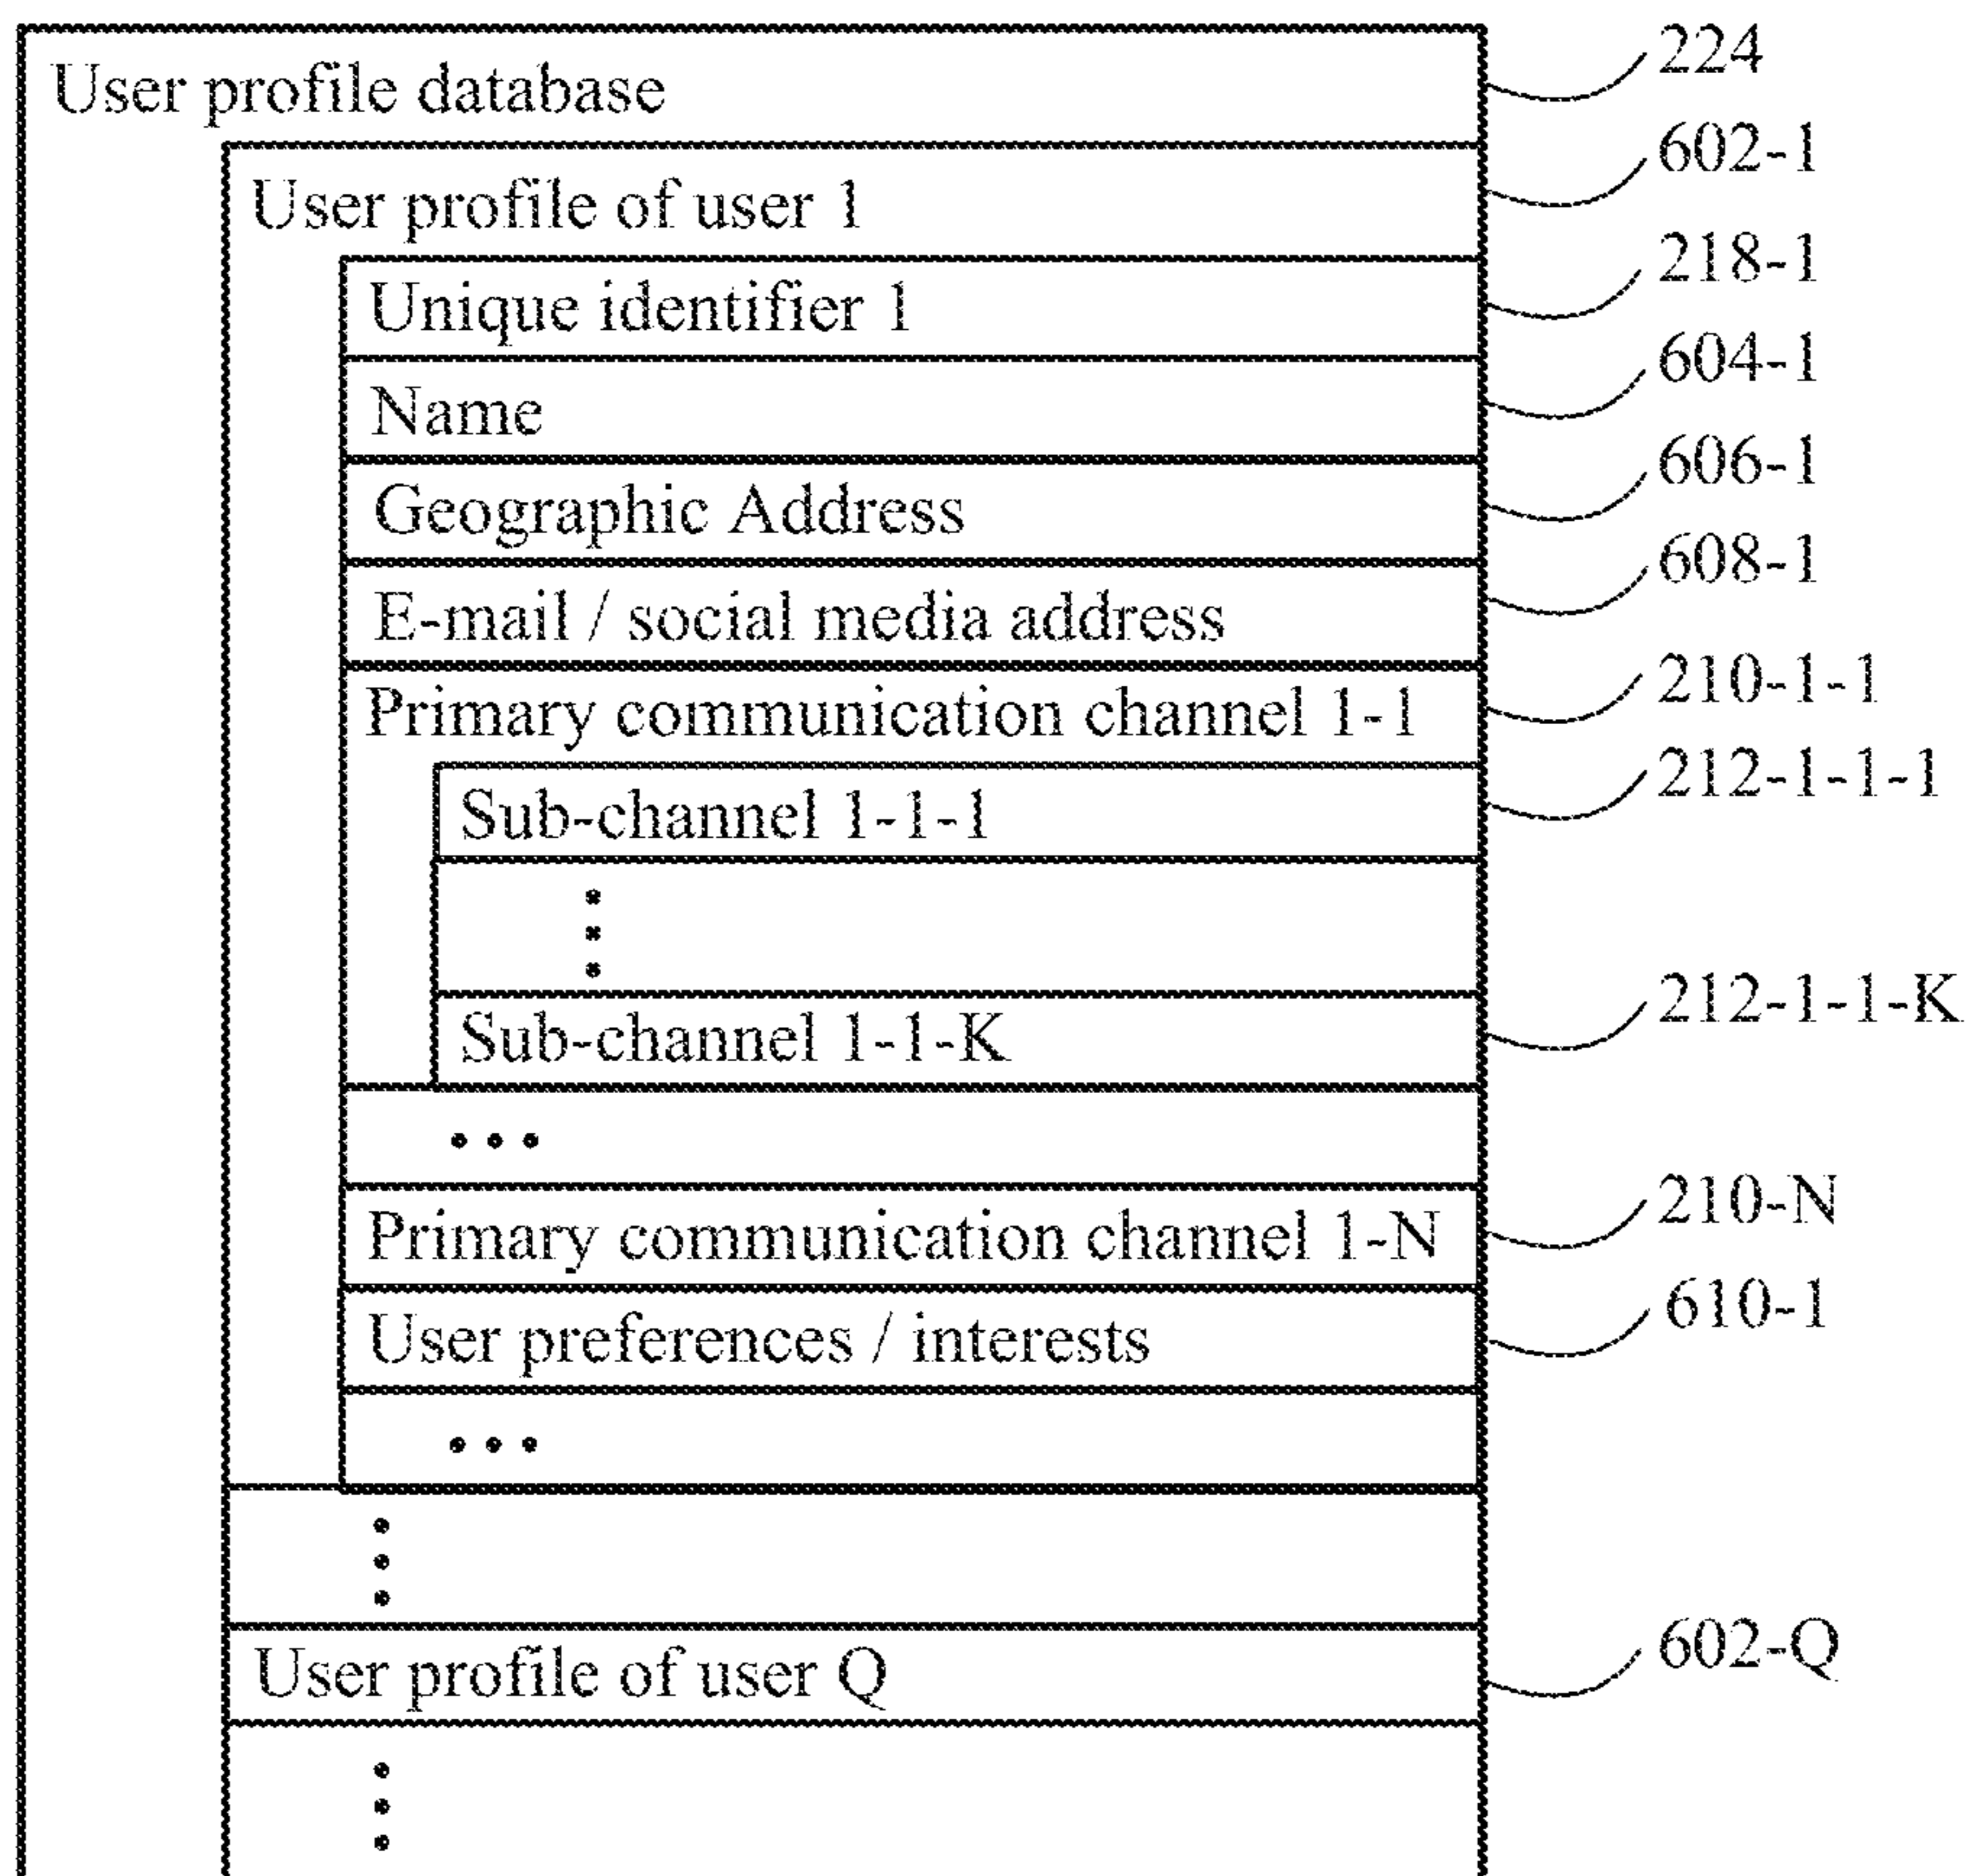 User profile database 224
User profile of user 1 602-1
Unique identifier 1 218-1
Name 604-1
Geographic Address 606-1
E-mail / social media address 608-1
Primary communication channel 1-1 210-1-1
Sub-channel 1-1-1 212-1-1-1
Sub-channel 1-1-K 212-1-1-K
Primary communication channel 1-N 210-N
User preferences / interests 610-1
User profile of user Q 602-Q